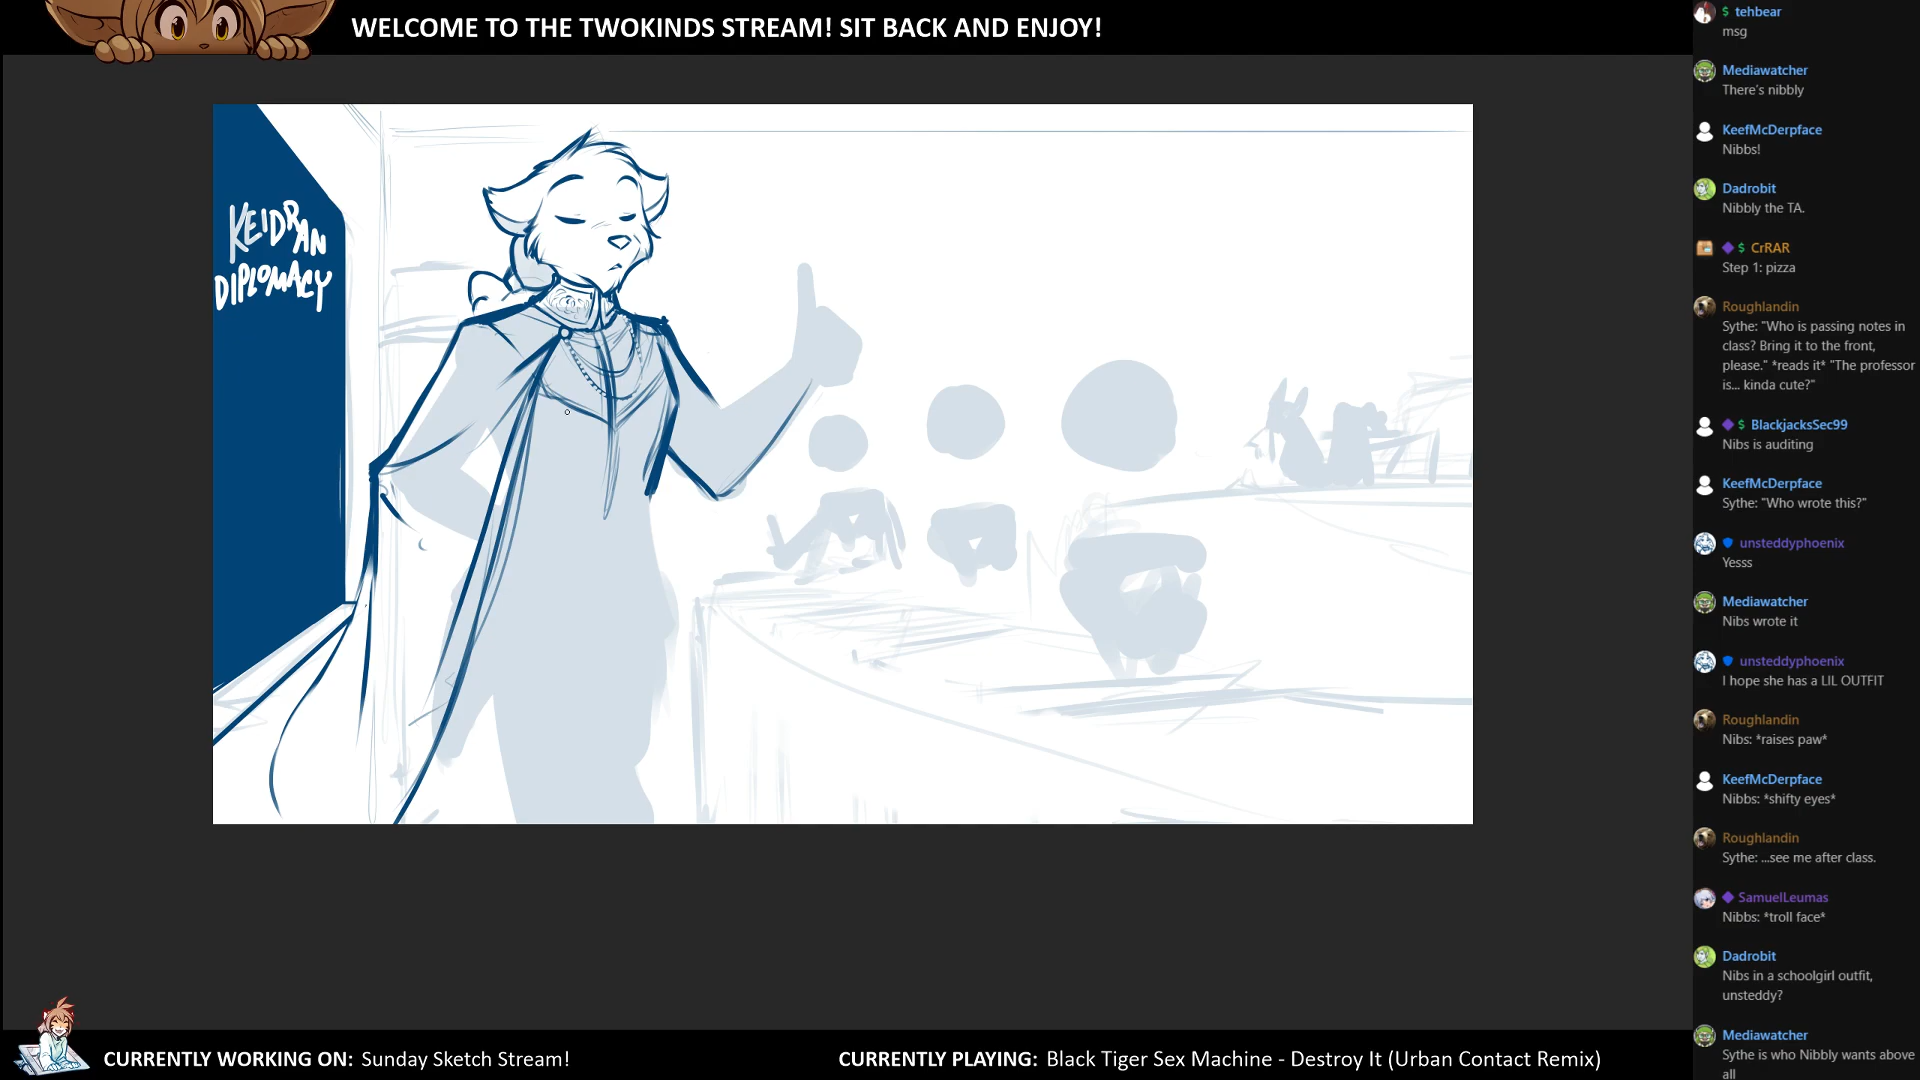 WELCOME TO THE TWOKINDS STREAM! SIT BACK AND ENJOY!
KEIDRAN
DIPLOMACY
$ tehbear
msg
Mediawatcher
There's nibbly
KeefMcDerpface
Nibbs!
Dadrobit
Nibbly the TA.
$ CrRAR
Step 1: pizza
Roughlandin
Sythe: "Who is passing notes in
class? Bring it to the front,
please." *reads it* "The professor
is... kinda cute?"
$ BlackjacksSec99
Nibs is auditing
KeefMcDerpface
Sythe: "Who wrote this?"
unsteddyphoenix
Yesss
Mediawatcher
Nibs wrote it
unsteddyphoenix
I hope she has a LIL OUTFIT
Roughlandin
Nibs: *raises paw*
KeefMcDerpface
Nibbs: *shifty eyes*
Roughlandin
Sythe: ...see me after class.
SamuelLeumas
Nibbs: *troll face*
Dadrobit
Nibs in a schoolgirl outfit,
unsteddy?
Mediawatcher
Sythe is who Nibbly wants above
all
CURRENTLY WORKING ON: Sunday Sketch Stream!
CURRENTLY PLAYING: Black Tiger Sex Machine - Destroy It (Urban Contact Remix)